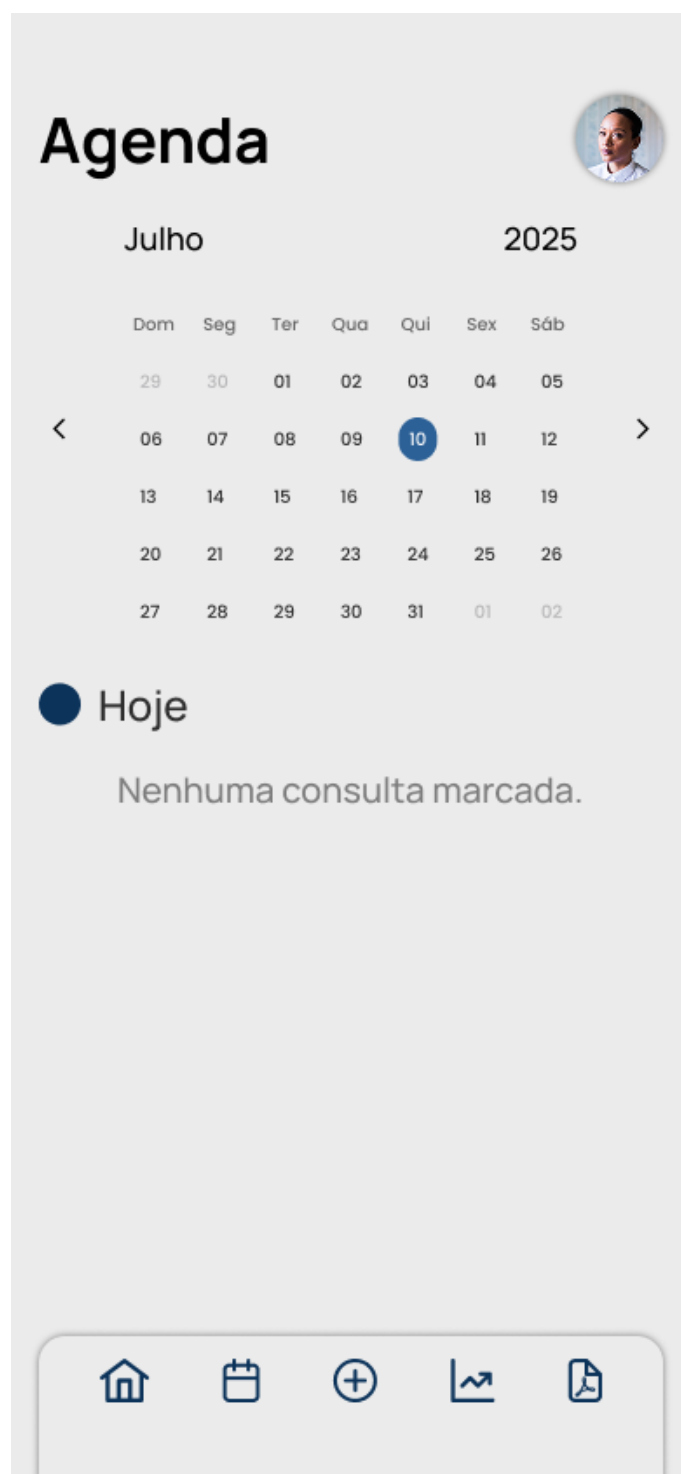 Agenda
Julho 2025
Dom Seg Ter Qua Qui Sex Sáb
29 30 01 02 03 04 05
06 07 08 09 10 11 12
13 14 15 16 17 18 19
20 21 22 23 24 25 26
27 28 29 30 31 01 02
Hoje
Nenhuma consulta marcada.